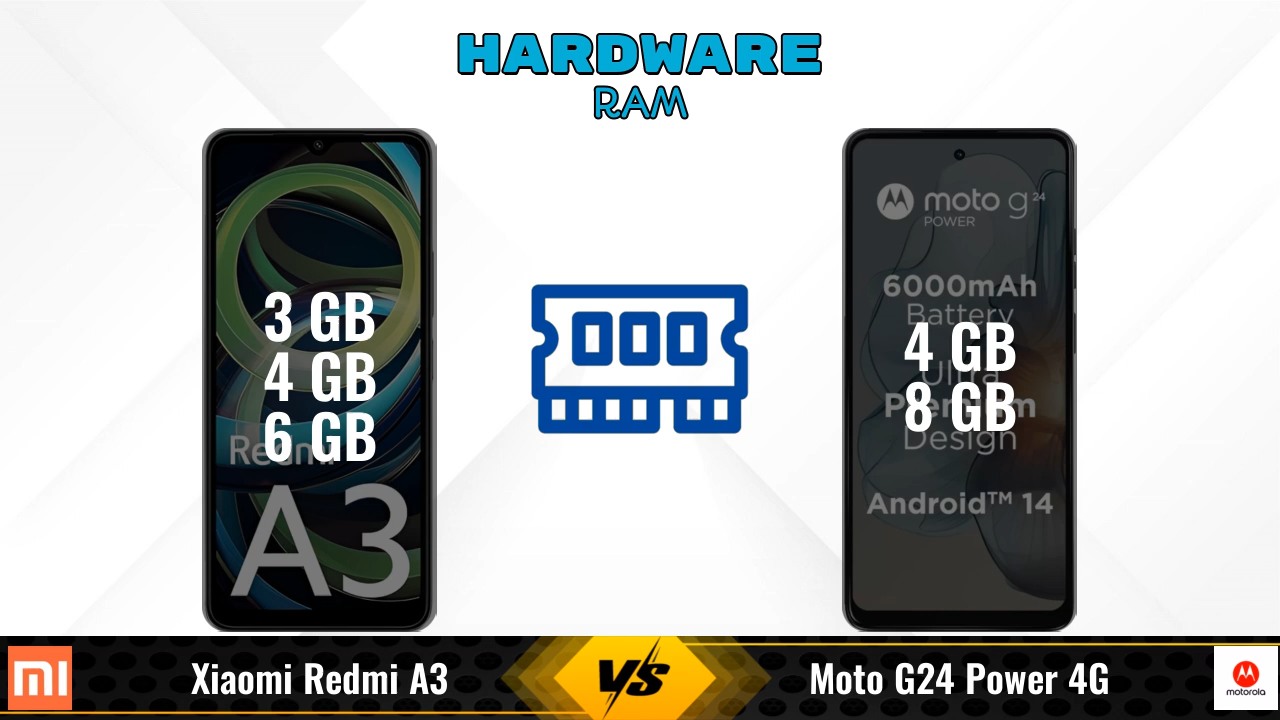 HARDWARE
RAM
3 GB
4 GB
6 GB
Redmi
A3
moto g 24
POWER
6000mAh
Battery
4 GB
Ultra
Premium
8 GB
Design
Android™ 14
mi
Xiaomi Redmi A3
VS
Moto G24 Power 4G
motorola